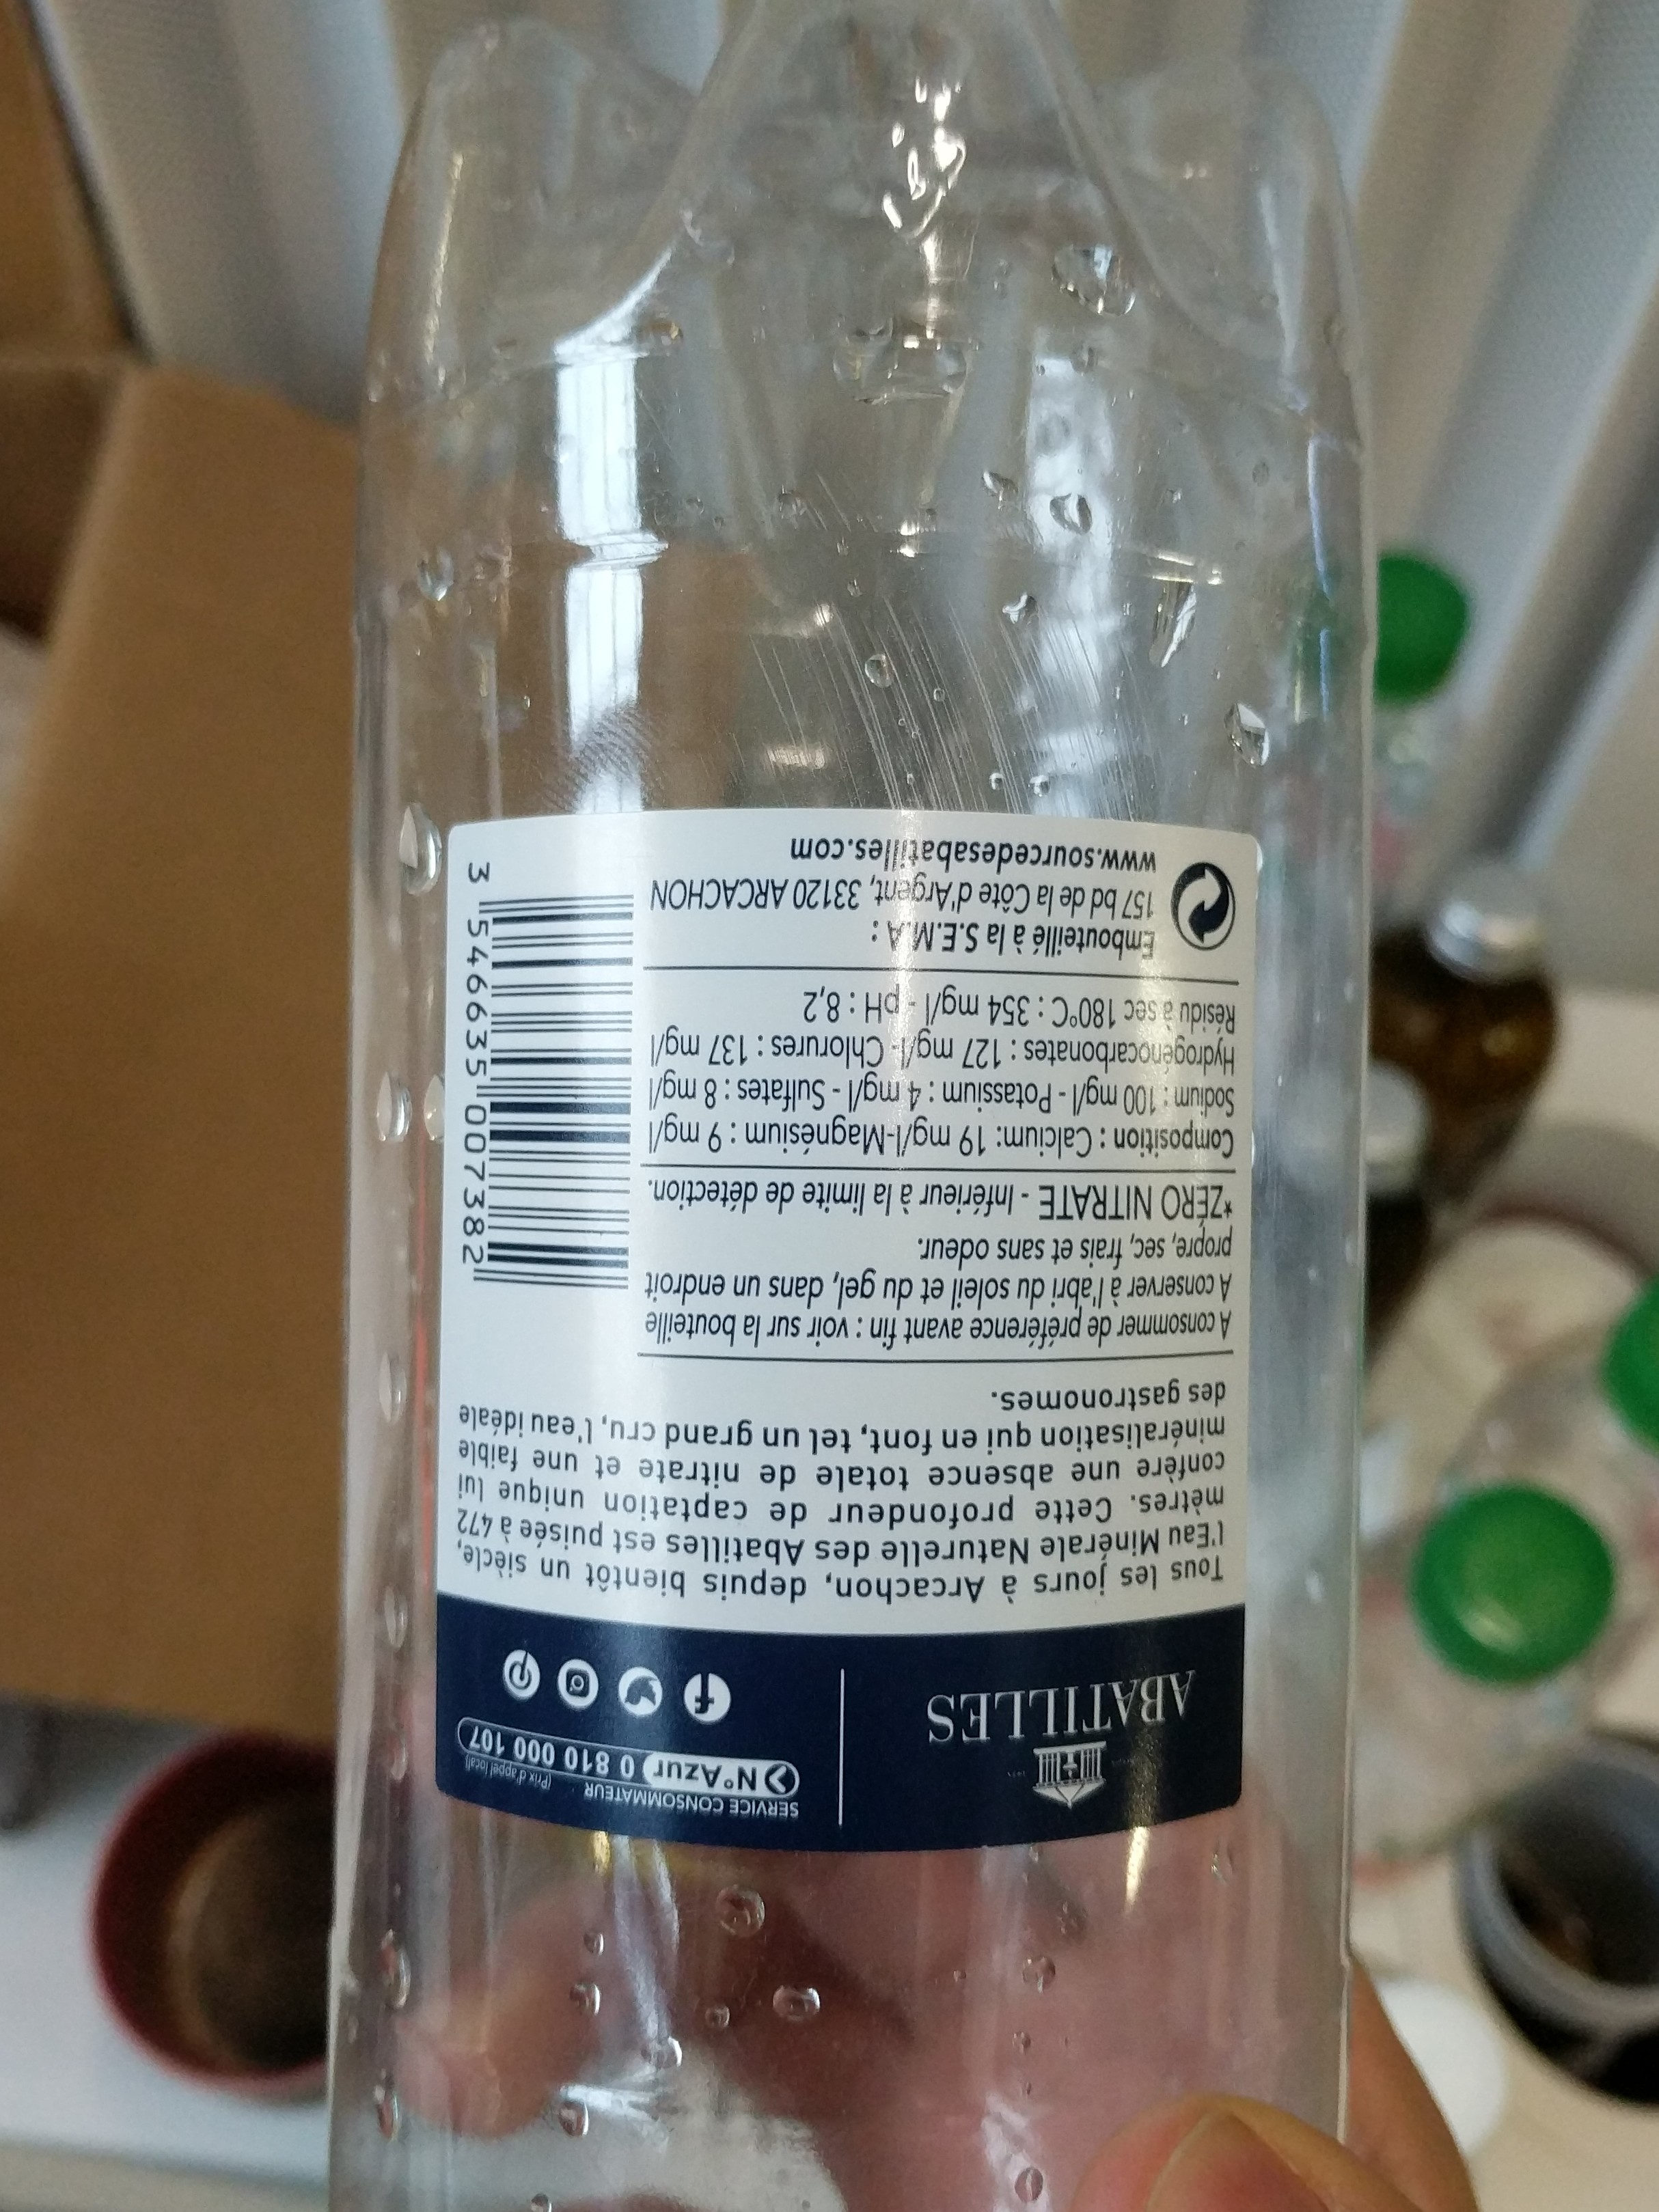 ABATILLES
SERVICE CONSOMMATEUR
(Prix d'appel local)
N°Azur 0 810 000 107
Tous les jours à Arcachon, depuis bientôt un siècle,
l'Eau Minérale Naturelle des Abatilles est puisée à 472
mètres. Cette profondeur de captation unique lui
confère une absence totale de nitrate et une faible
minéralisation qui en font, tel un grand cru, l'eau idéale
des gastronomes.
A consommer de préférence avant fin : voir sur la bouteille
A conserver à l'abri du soleil et du gel, dans un endroit
propre, sec, frais et sans odeur.
*ZÉRO NITRATE - Inférieur à la limite de détection.
Composition : Calcium: 19 mg/l-Magnésium : 9 mg/l
Sodium : 100 mg/l - Potassium : 4 mg/l - Sulfates : 8 mg/l
Hydrogénocarbonates : 127 mg/l- Chlorures : 137 mg/l
Résidu à sec 180°C : 354 mg/l - pH : 8,2
Embouteillé à la S.E.M.A :
157 bd de la Côte d'Argent, 33120 ARCACHON
www.sourcedesabatilles.com
3 546635 007382